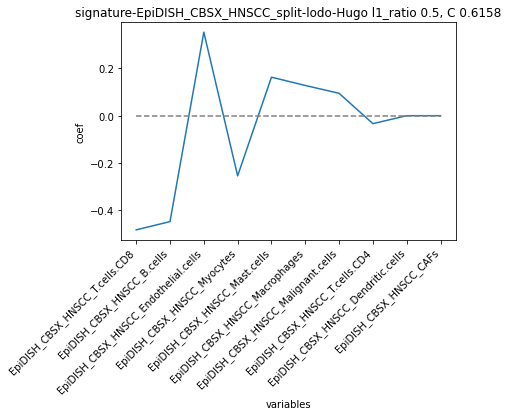 signature-EpiDISH_CBSX_HNSCC_split-lodo-Hugo l1_ratio 0.5, C 0.6158
0.2
0.0
−0.2
−0.4
coef
EpiDISH_CBSX_HNSCC_T.cells.CD8
EpiDISH_CBSX_HNSCC_B.cells
EpiDISH_CBSX_HNSCC_Endothelial.cells
EpiDISH_CBSX_HNSCC_Myocytes
EpiDISH_CBSX_HNSCC_Mast.cells
EpiDISH_CBSX_HNSCC_Macrophages
EpiDISH_CBSX_HNSCC_Malignant.cells
EpiDISH_CBSX_HNSCC_T.cells.CD4
EpiDISH_CBSX_HNSCC_Dendritic.cells
EpiDISH_CBSX_HNSCC_CAFs
variables